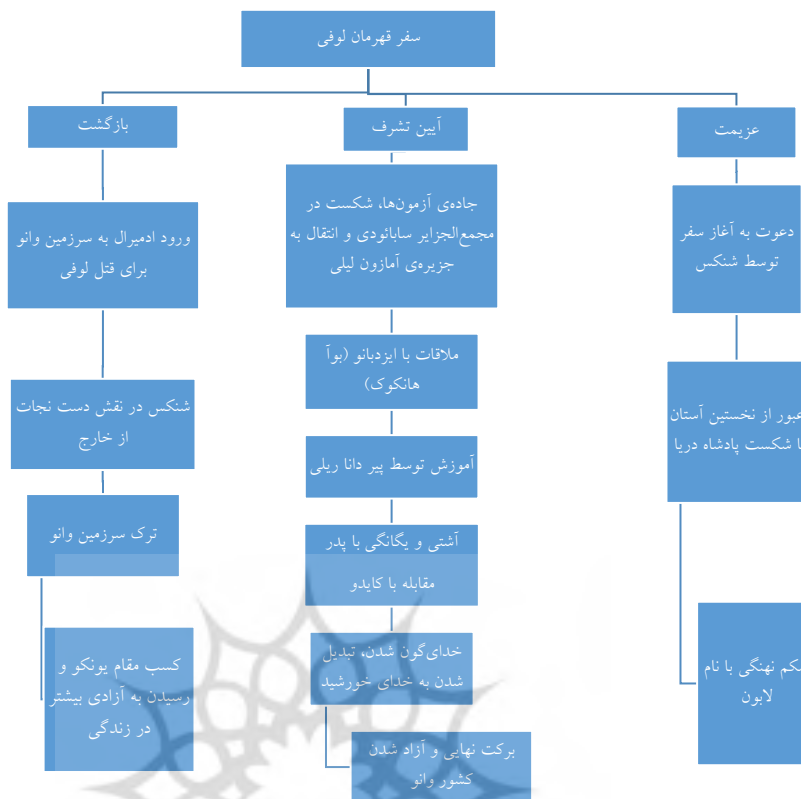 سفر قهرمان لوفی
عزیمت
دعوت به آغاز سفر
توسط شنکس
عبور از نخستین آستان
با شکست پادشاه دریا
نهنگی با نام
لابون
آیین تشرف
جاده‌ی آزمون‌ها، شکست در
مجمع‌الجزایر سابائودی و انتقال به
جزیره‌ی آمازون لیلی
ملاقات با ایزدبانو (بوآ
هانکوک)
آموزش توسط پیر دانا ریلی
آشتی و یگانگی با پدر
مقابله با کایدو
خدای‌گون شدن، تبدیل
شدن به خدای خورشید
برکت نهایی و آزاد شدن
کشور وانو
بازگشت
ورود ادمیرال به سرزمین وانو
برای قتل لوفی
شنکس در نقش دست نجات
از خارج
ترک سرزمین وانو
کسب مقام یونکو و
رسیدن به آزادی بیشتر
در زندگی